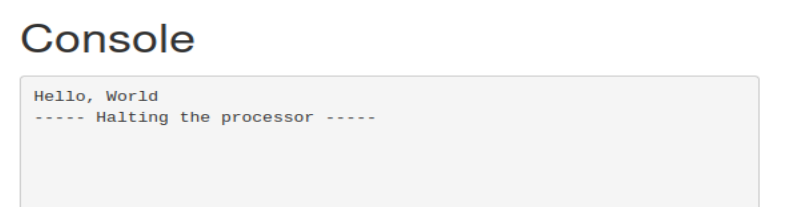 Console
Hello, World
----- Halting the processor -----